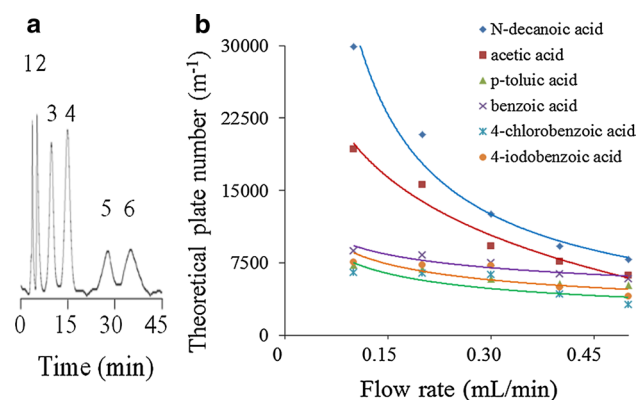 a
12
3 4
5 6
0 15 30 45
Time (min)
b
Theoretical plate number (m⁻¹)
30000
22500
15000
7500
0
0 0.15 0.30 0.45
Flow rate (mL/min)
N-decanoic acid
acetic acid
p-toluic acid
benzoic acid
4-chlorobenzoic acid
4-iodobenzoic acid